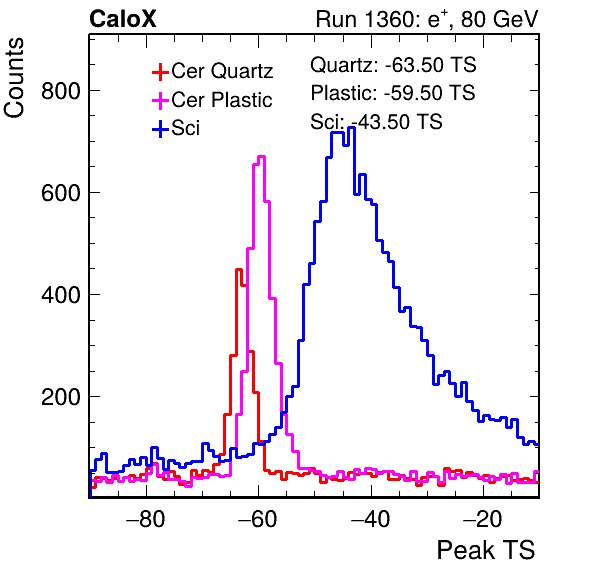 CaloX Run 1360: e⁺, 80 GeV
Counts
Cer Quartz
Cer Plastic
Sci
Quartz: -63.50 TS
Plastic: -59.50 TS
Sci: -43.50 TS
800
600
400
200
−80 −60 −40 −20
Peak TS